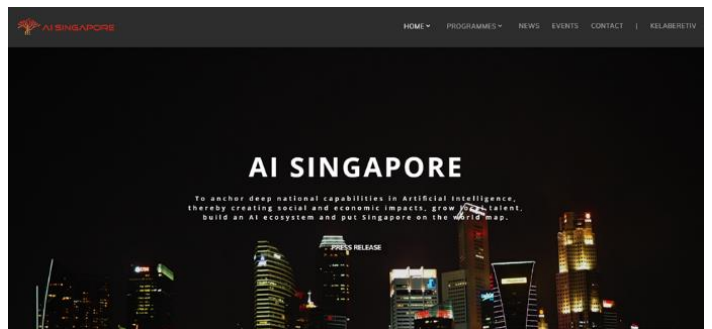 AI SINGAPORE
HOME PROGRAMMES NEWS EVENTS CONTACT | KELABERETIV
AI SINGAPORE
To anchor deep national capabilities in Artificial Intelligence,
thereby creating social and economic impacts, grow local talent,
build an AI ecosystem and put Singapore on the world map.
PRESS RELEASE